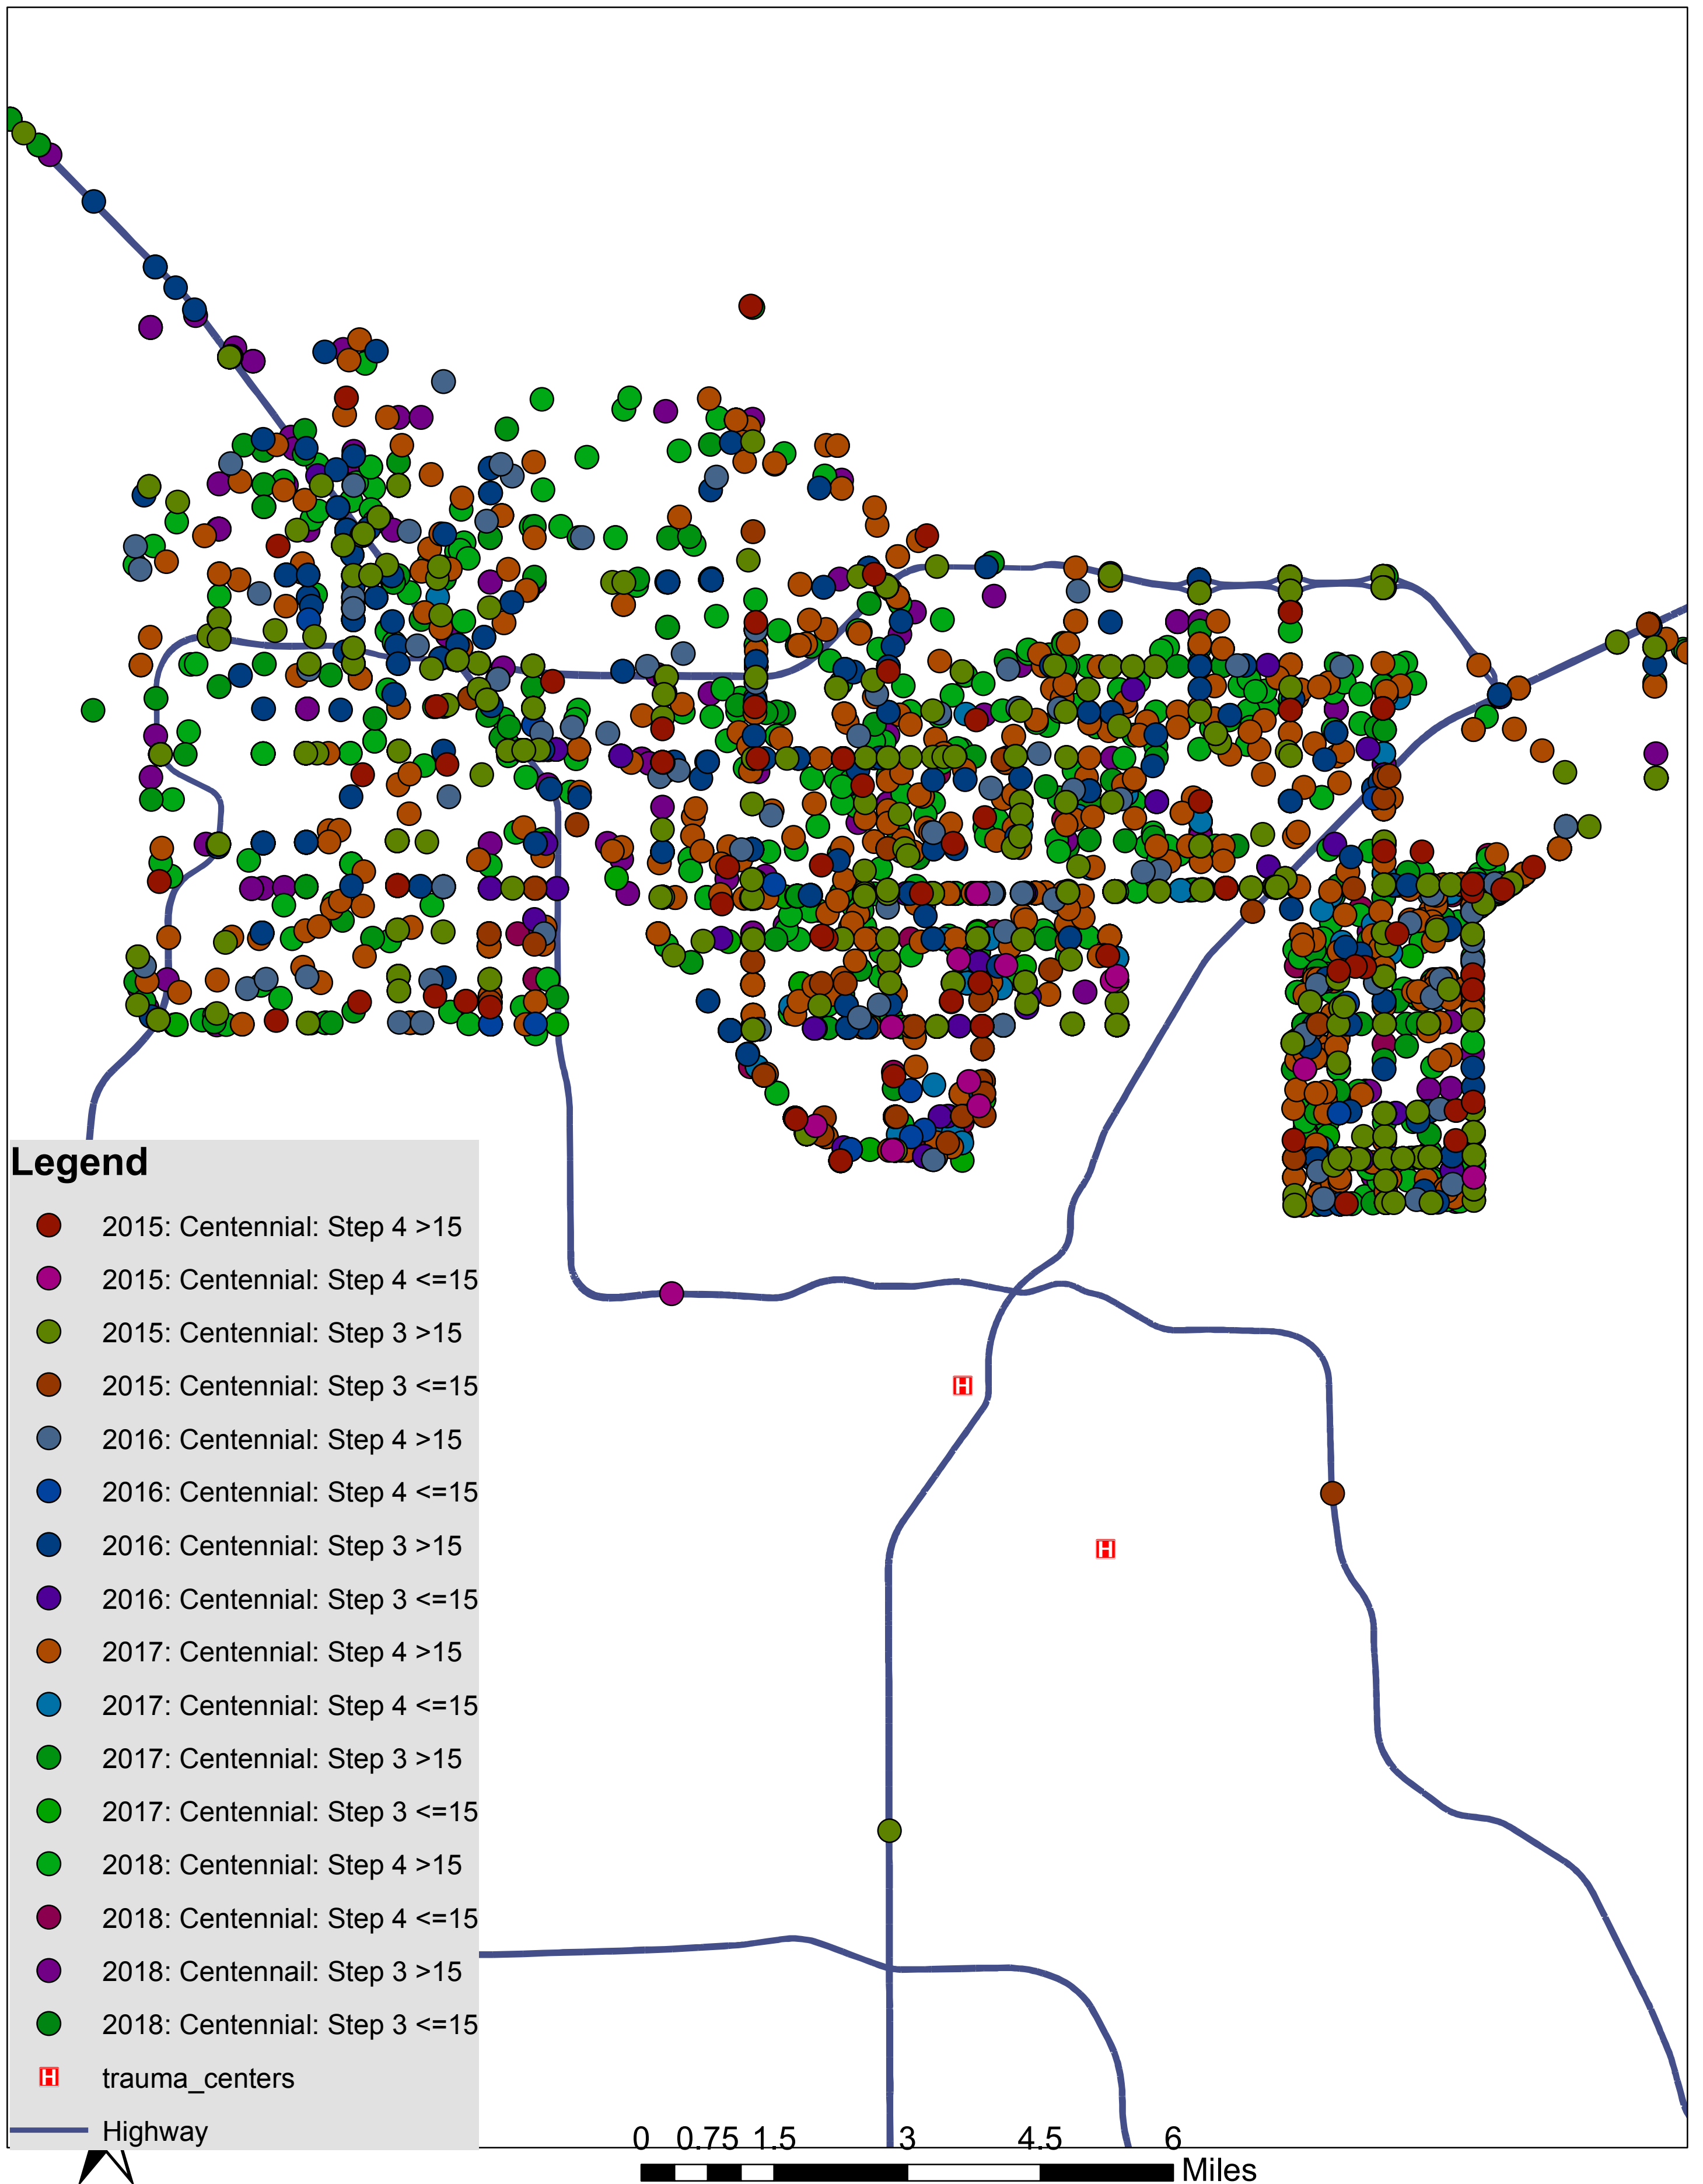 Legend
2015: Centennial: Step 4 >15
2015: Centennial: Step 4 <=15
2015: Centennial: Step 3 >15
2015: Centennial: Step 3 <=15
2016: Centennial: Step 4 >15
2016: Centennial: Step 4 <=15
2016: Centennial: Step 3 >15
2016: Centennial: Step 3 <=15
2017: Centennial: Step 4 >15
2017: Centennial: Step 4 <=15
2017: Centennial: Step 3 >15
2017: Centennial: Step 3 <=15
2018: Centennial: Step 4 >15
2018: Centennial: Step 4 <=15
2018: Centennail: Step 3 >15
2018: Centennial: Step 3 <=15
H trauma_centers
Highway
H
H
0 0.75 1.5 3 4.5 6
Miles